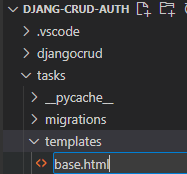 DJANG-CRUD-AUTH
.vscode
djangocrud
tasks
__pycache__
migrations
templates
<> base.html